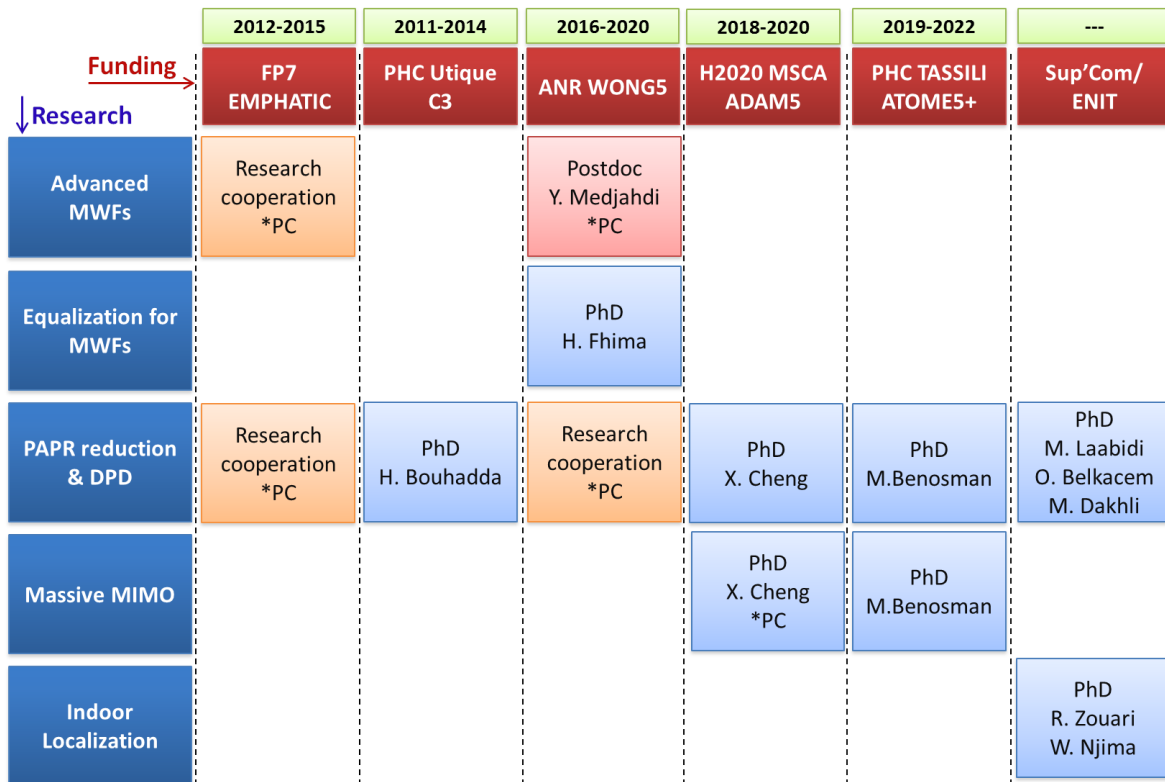 2012-2015
2011-2014
2016-2020
2018-2020
2019-2022
---
Funding
FP7
EMPHATIC
PHC Utique
C3
ANR WONG5
H2020 MSCA
ADAM5
PHC TASSILI
ATOME5+
Sup’Com/
ENIT
Research
Advanced
MWFs
Research
cooperation
*PC
Postdoc
Y. Medjahdi
*PC
Equalization for
MWFs
PhD
H. Fhima
PAPR reduction
& DPD
Research
cooperation
*PC
PhD
H. Bouhadda
Research
cooperation
*PC
PhD
X. Cheng
PhD
M.Benosman
PhD
M. Laabidi
O. Belkacem
M. Dakhli
Massive MIMO
PhD
X. Cheng
*PC
PhD
M.Benosman
Indoor
Localization
PhD
R. Zouari
W. Njima